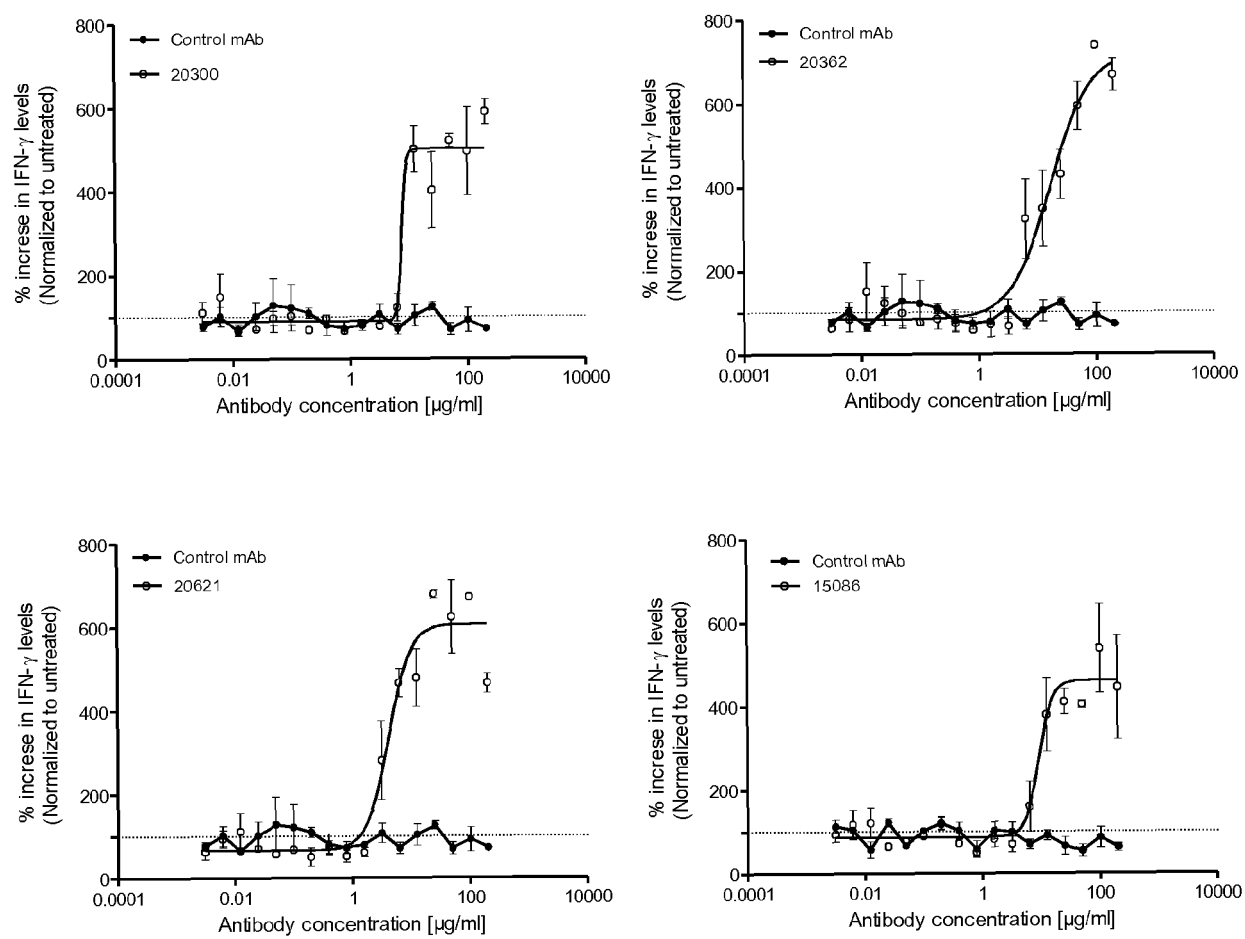 800
600
400
200
0
% increse in IFN-γ levels
(Normalized to untreated)
Control mAb
20300
0.0001 0.01 1 100 10000
Antibody concentration [µg/ml]
800
600
400
200
0
% increse in IFN-γ levels
(Normalized to untreated)
Control mAb
20362
0.0001 0.01 1 100 10000
Antibody concentration [µg/ml]
800
600
400
200
0
% increse in IFN-γ levels
(Normalized to untreated)
Control mAb
20621
0.0001 0.01 1 100 10000
Antibody concentration [µg/ml]
800
600
400
200
0
% increse in IFN-γ levels
(Normalized to untreated)
Control mAb
15086
0.0001 0.01 1 100 10000
Antibody concentration [µg/ml]